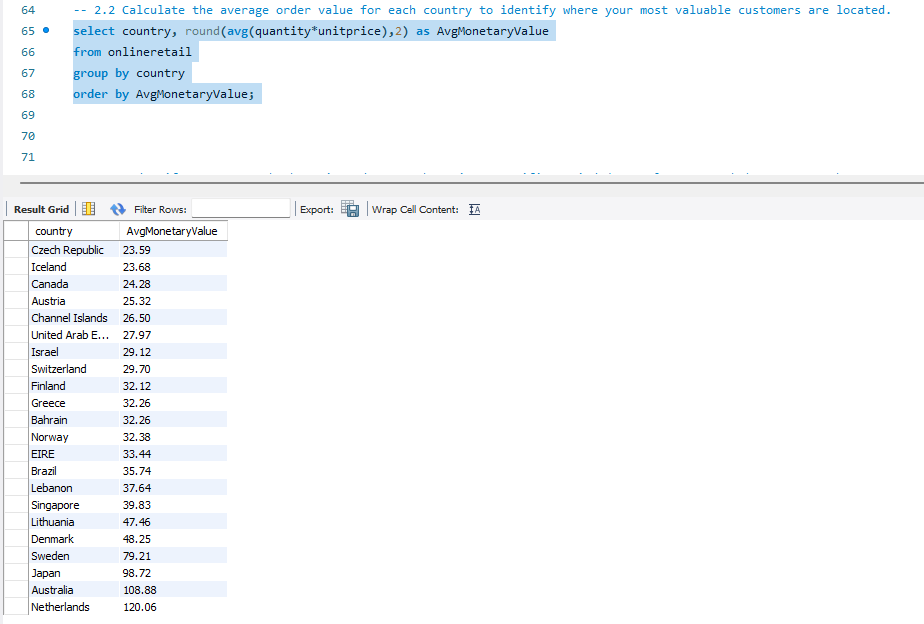 64 -- 2.2 Calculate the average order value for each country to identify where your most valuable customers are located.
65 select country, round(avg(quantity*unitprice),2) as AvgMonetaryValue
66 from onlineretail
67 group by country
68 order by AvgMonetaryValue;
69
70
71
Result Grid Filter Rows: Export: Wrap Cell Content:
country AvgMonetaryValue
Czech Republic 23.59
Iceland 23.68
Canada 24.28
Austria 25.32
Channel Islands 26.50
United Arab E... 27.97
Israel 29.12
Switzerland 29.70
Finland 32.12
Greece 32.26
Bahrain 32.26
Norway 32.38
EIRE 33.44
Brazil 35.74
Lebanon 37.64
Singapore 39.83
Lithuania 47.46
Denmark 48.25
Sweden 79.21
Japan 98.72
Australia 108.88
Netherlands 120.06